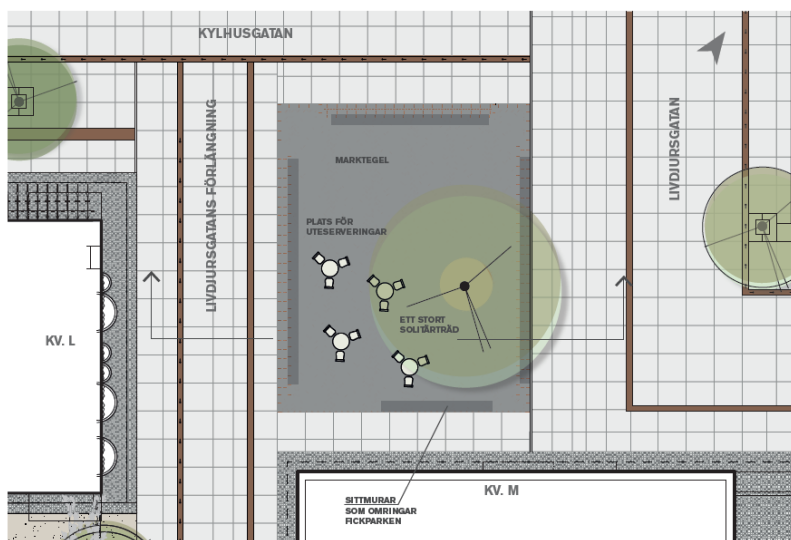 KYLHUSGATAN
LIVDJURSGATANS FÖRLÄNGNING
LIVDJURSGATAN
MARKTEGEL
PLATS FÖR
UTESERVERINGAR
ETT STORT
SOLITÄRTRÄD
KV. L
KV. M
SITTMURAR
SOM OMRINGAR
FICKPARKEN